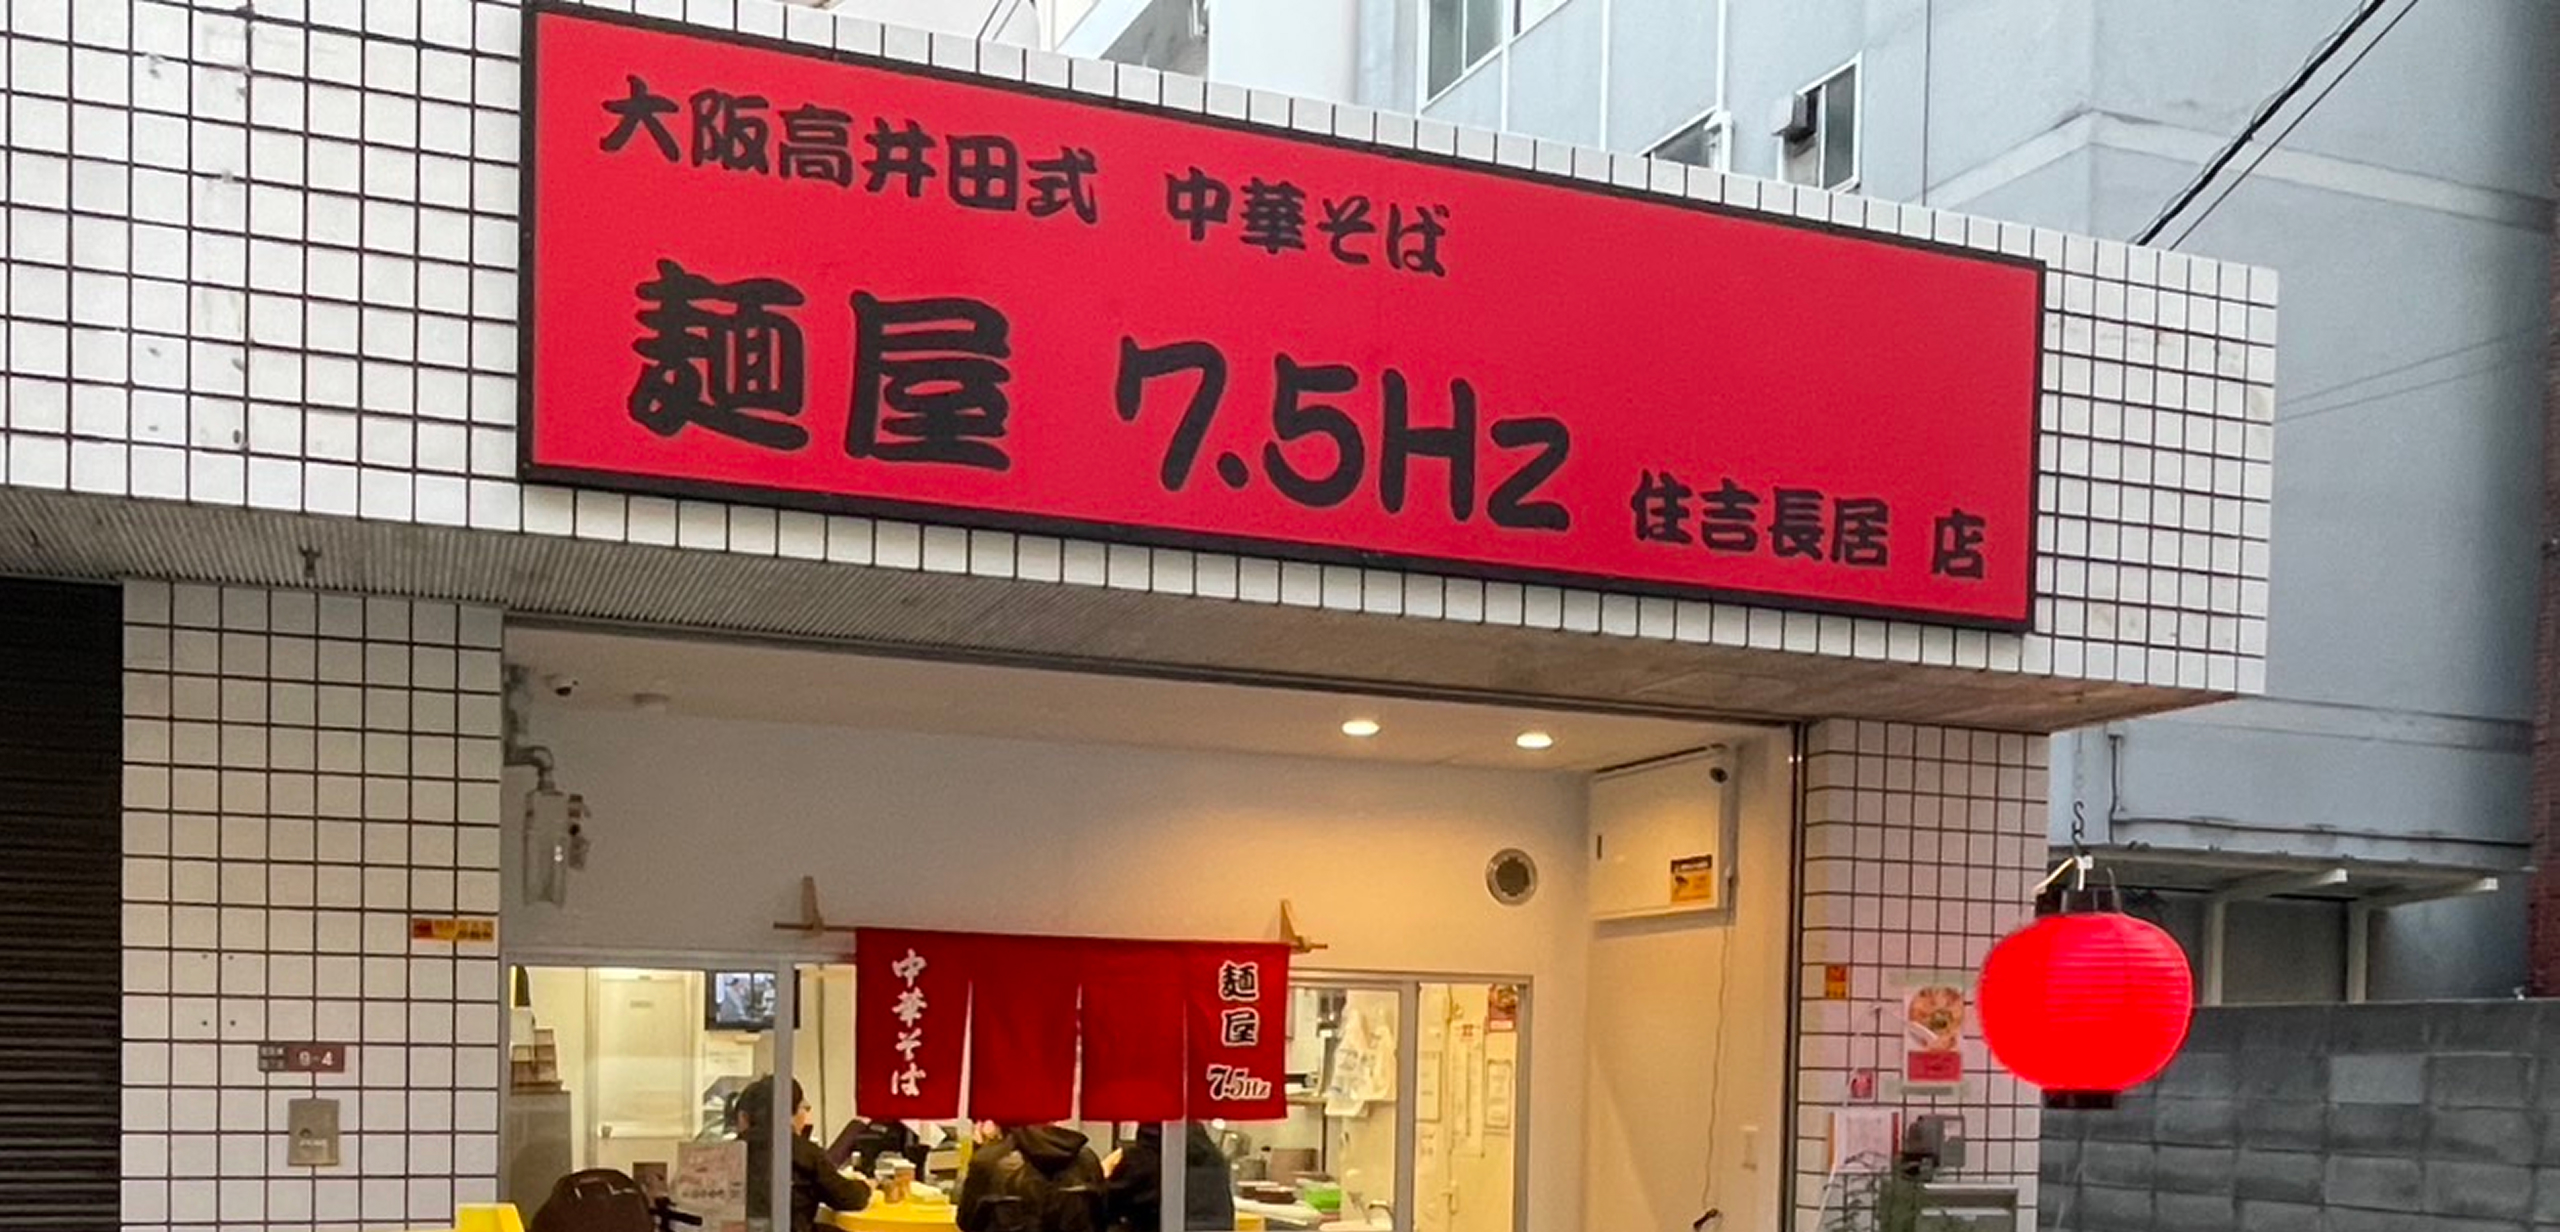 大阪高井田式 中華そば
麺屋 7.5Hz 住吉長居 店
中華そば
麺屋 7.5Hz
9-4